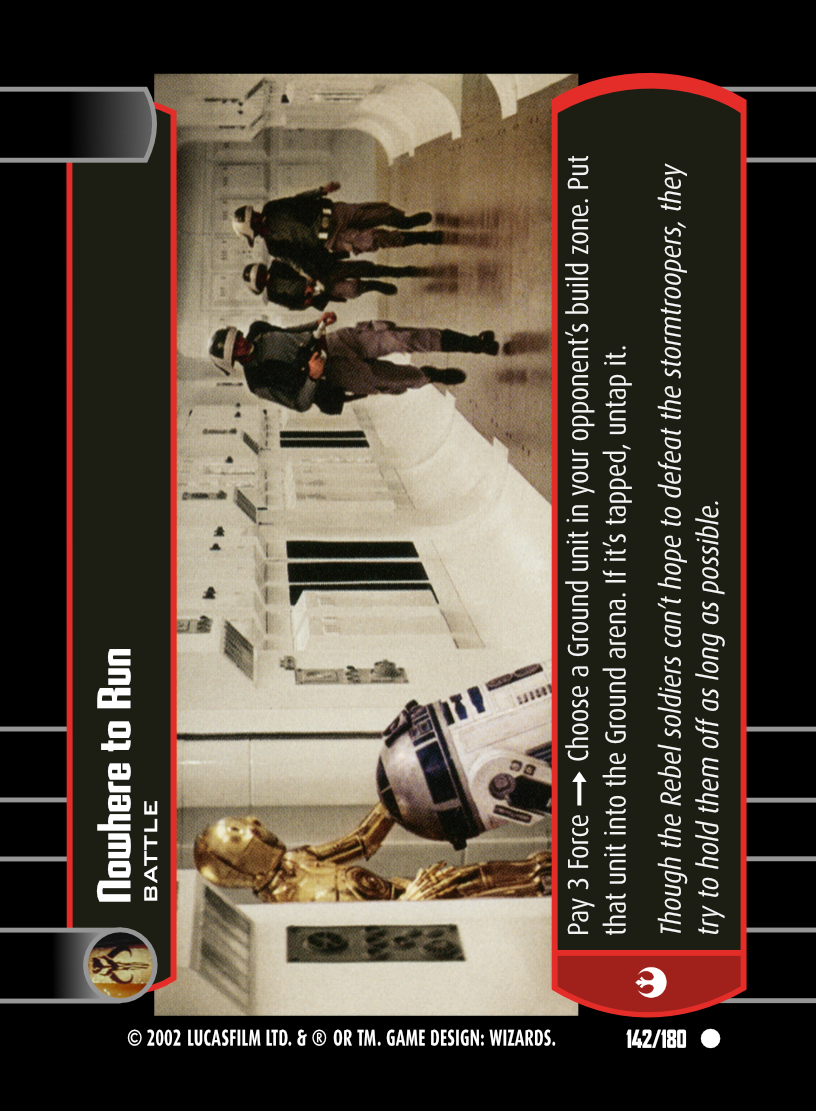 Nowhere to Run
BATTLE
Pay 3 Force → Choose a Ground unit in your opponent's build zone. Put
that unit into the Ground arena. If it's tapped, untap it.
Though the Rebel soldiers can't hope to defeat the stormtroopers, they
try to hold them off as long as possible.
© 2002 LUCASFILM LTD. & ® OR TM. GAME DESIGN: WIZARDS.
142/180